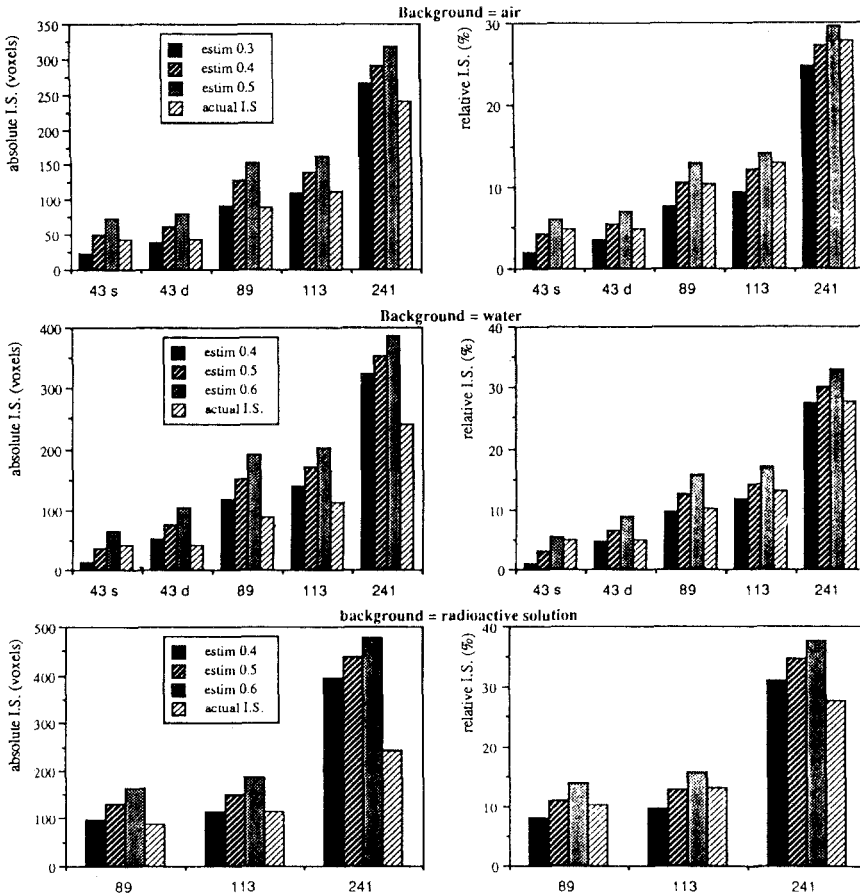 Background = air
absolute I.S. (voxels)
350
300
250
200
150
100
50
0
estim 0.3
estim 0.4
estim 0.5
actual I.S
43 s
43 d
89
113
241
relative I.S. (%)
30
20
10
0
43 s
43 d
89
113
241
Background = water
absolute I.S. (voxels)
400
300
200
100
0
estim 0.4
estim 0.5
estim 0.6
actual I.S.
43 s
43 d
89
113
241
relative I.S. (%)
40
30
20
10
0
43 s
43 d
89
113
241
background = radioactive solution
absolute I.S. (voxels)
500
400
300
200
100
0
estim 0.4
estim 0.5
estim 0.6
actual I.S.
89
113
241
relative I.S. (%)
40
30
20
10
0
89
113
241